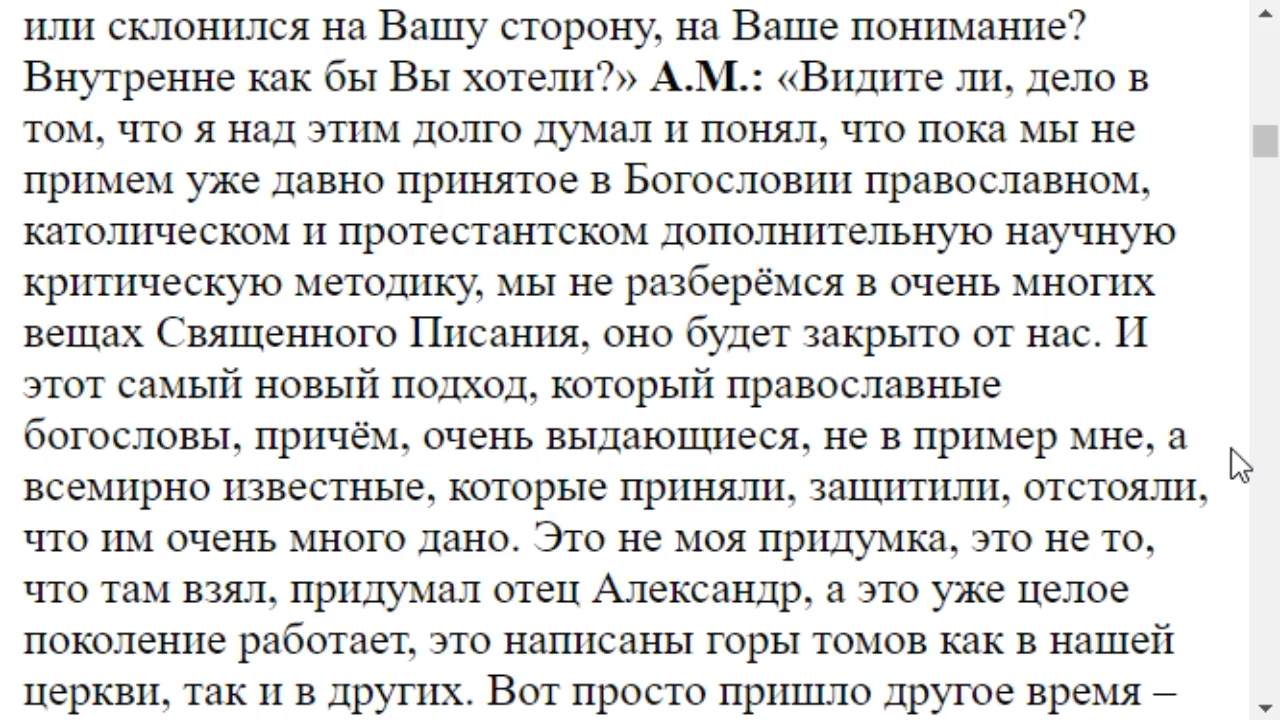 или склонился на Вашу сторону, на Ваше понимание?
Внутренне как бы Вы хотели?» А.М.: «Видите ли, дело в
том, что я над этим долго думал и понял, что пока мы не
примем уже давно принятое в Богословии православном,
католическом и протестантском дополнительную научную
критическую методику, мы не разберёмся в очень многих
вещах Священного Писания, оно будет закрыто от нас. И
этот самый новый подход, который православные
богословы, причём, очень выдающиеся, не в пример мне, а
всемирно известные, которые приняли, защитили, отстояли,
что им очень много дано. Это не моя придумка, это не то,
что там взял, придумал отец Александр, а это уже целое
поколение работает, это написаны горы томов как в нашей
церкви, так и в других. Вот просто пришло другое время –